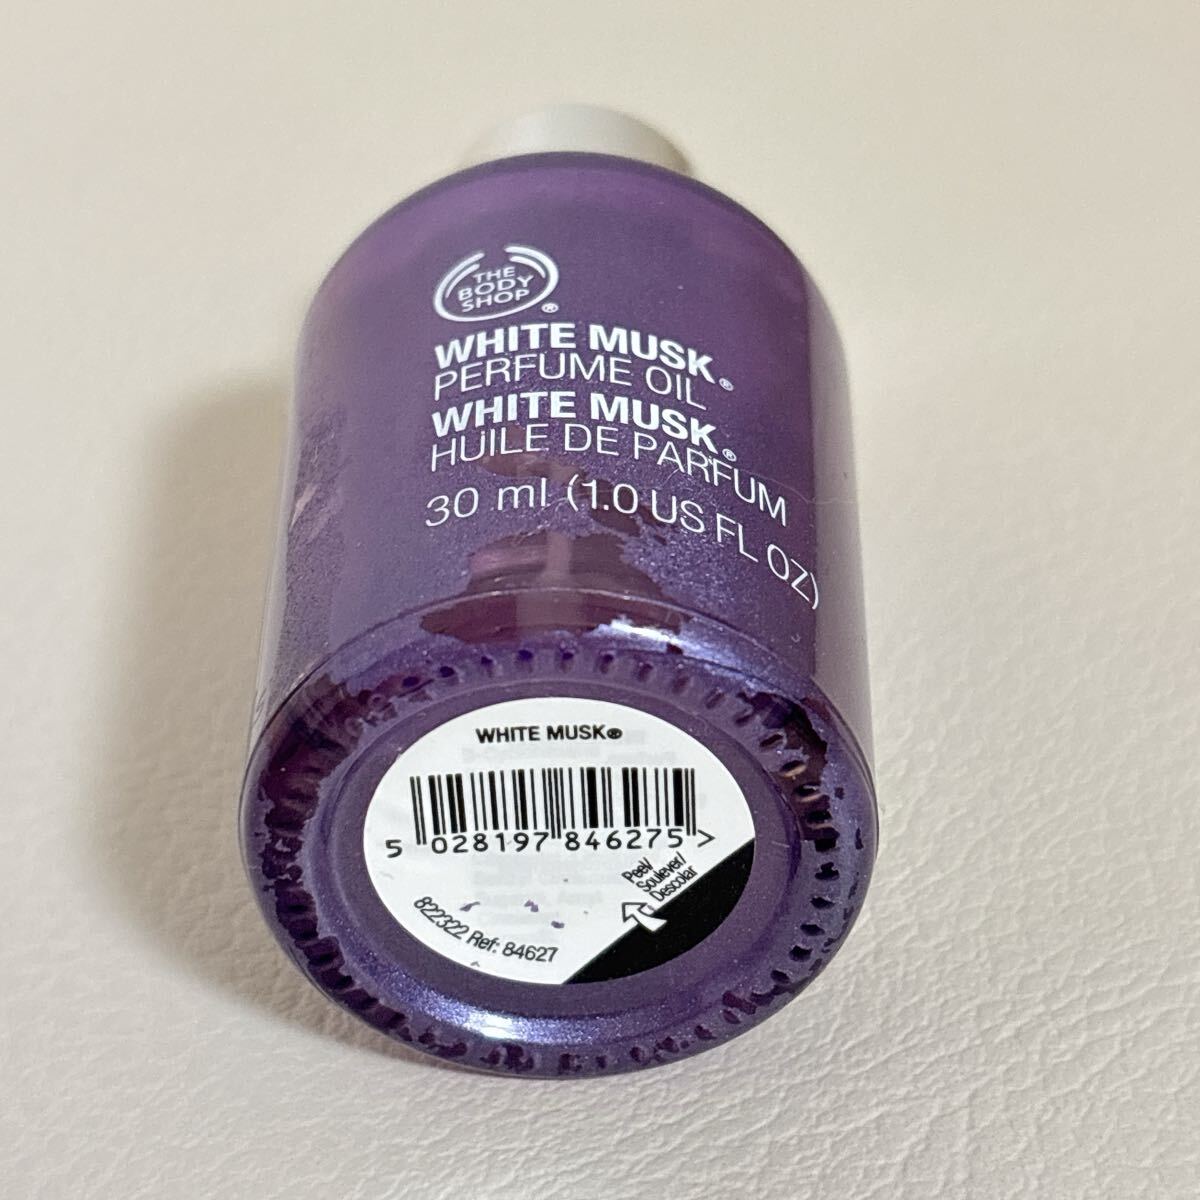 THE
BODY
SHOP®
WHITE MUSK®
PERFUME OIL
WHITE MUSK®
HUILE DE PARFUM
30 ml (1.0 US FL OZ)
WHITE MUSK®
5 028197 846275 >
Peel/
Soulever/
Descolar
822322 Ref: 84627